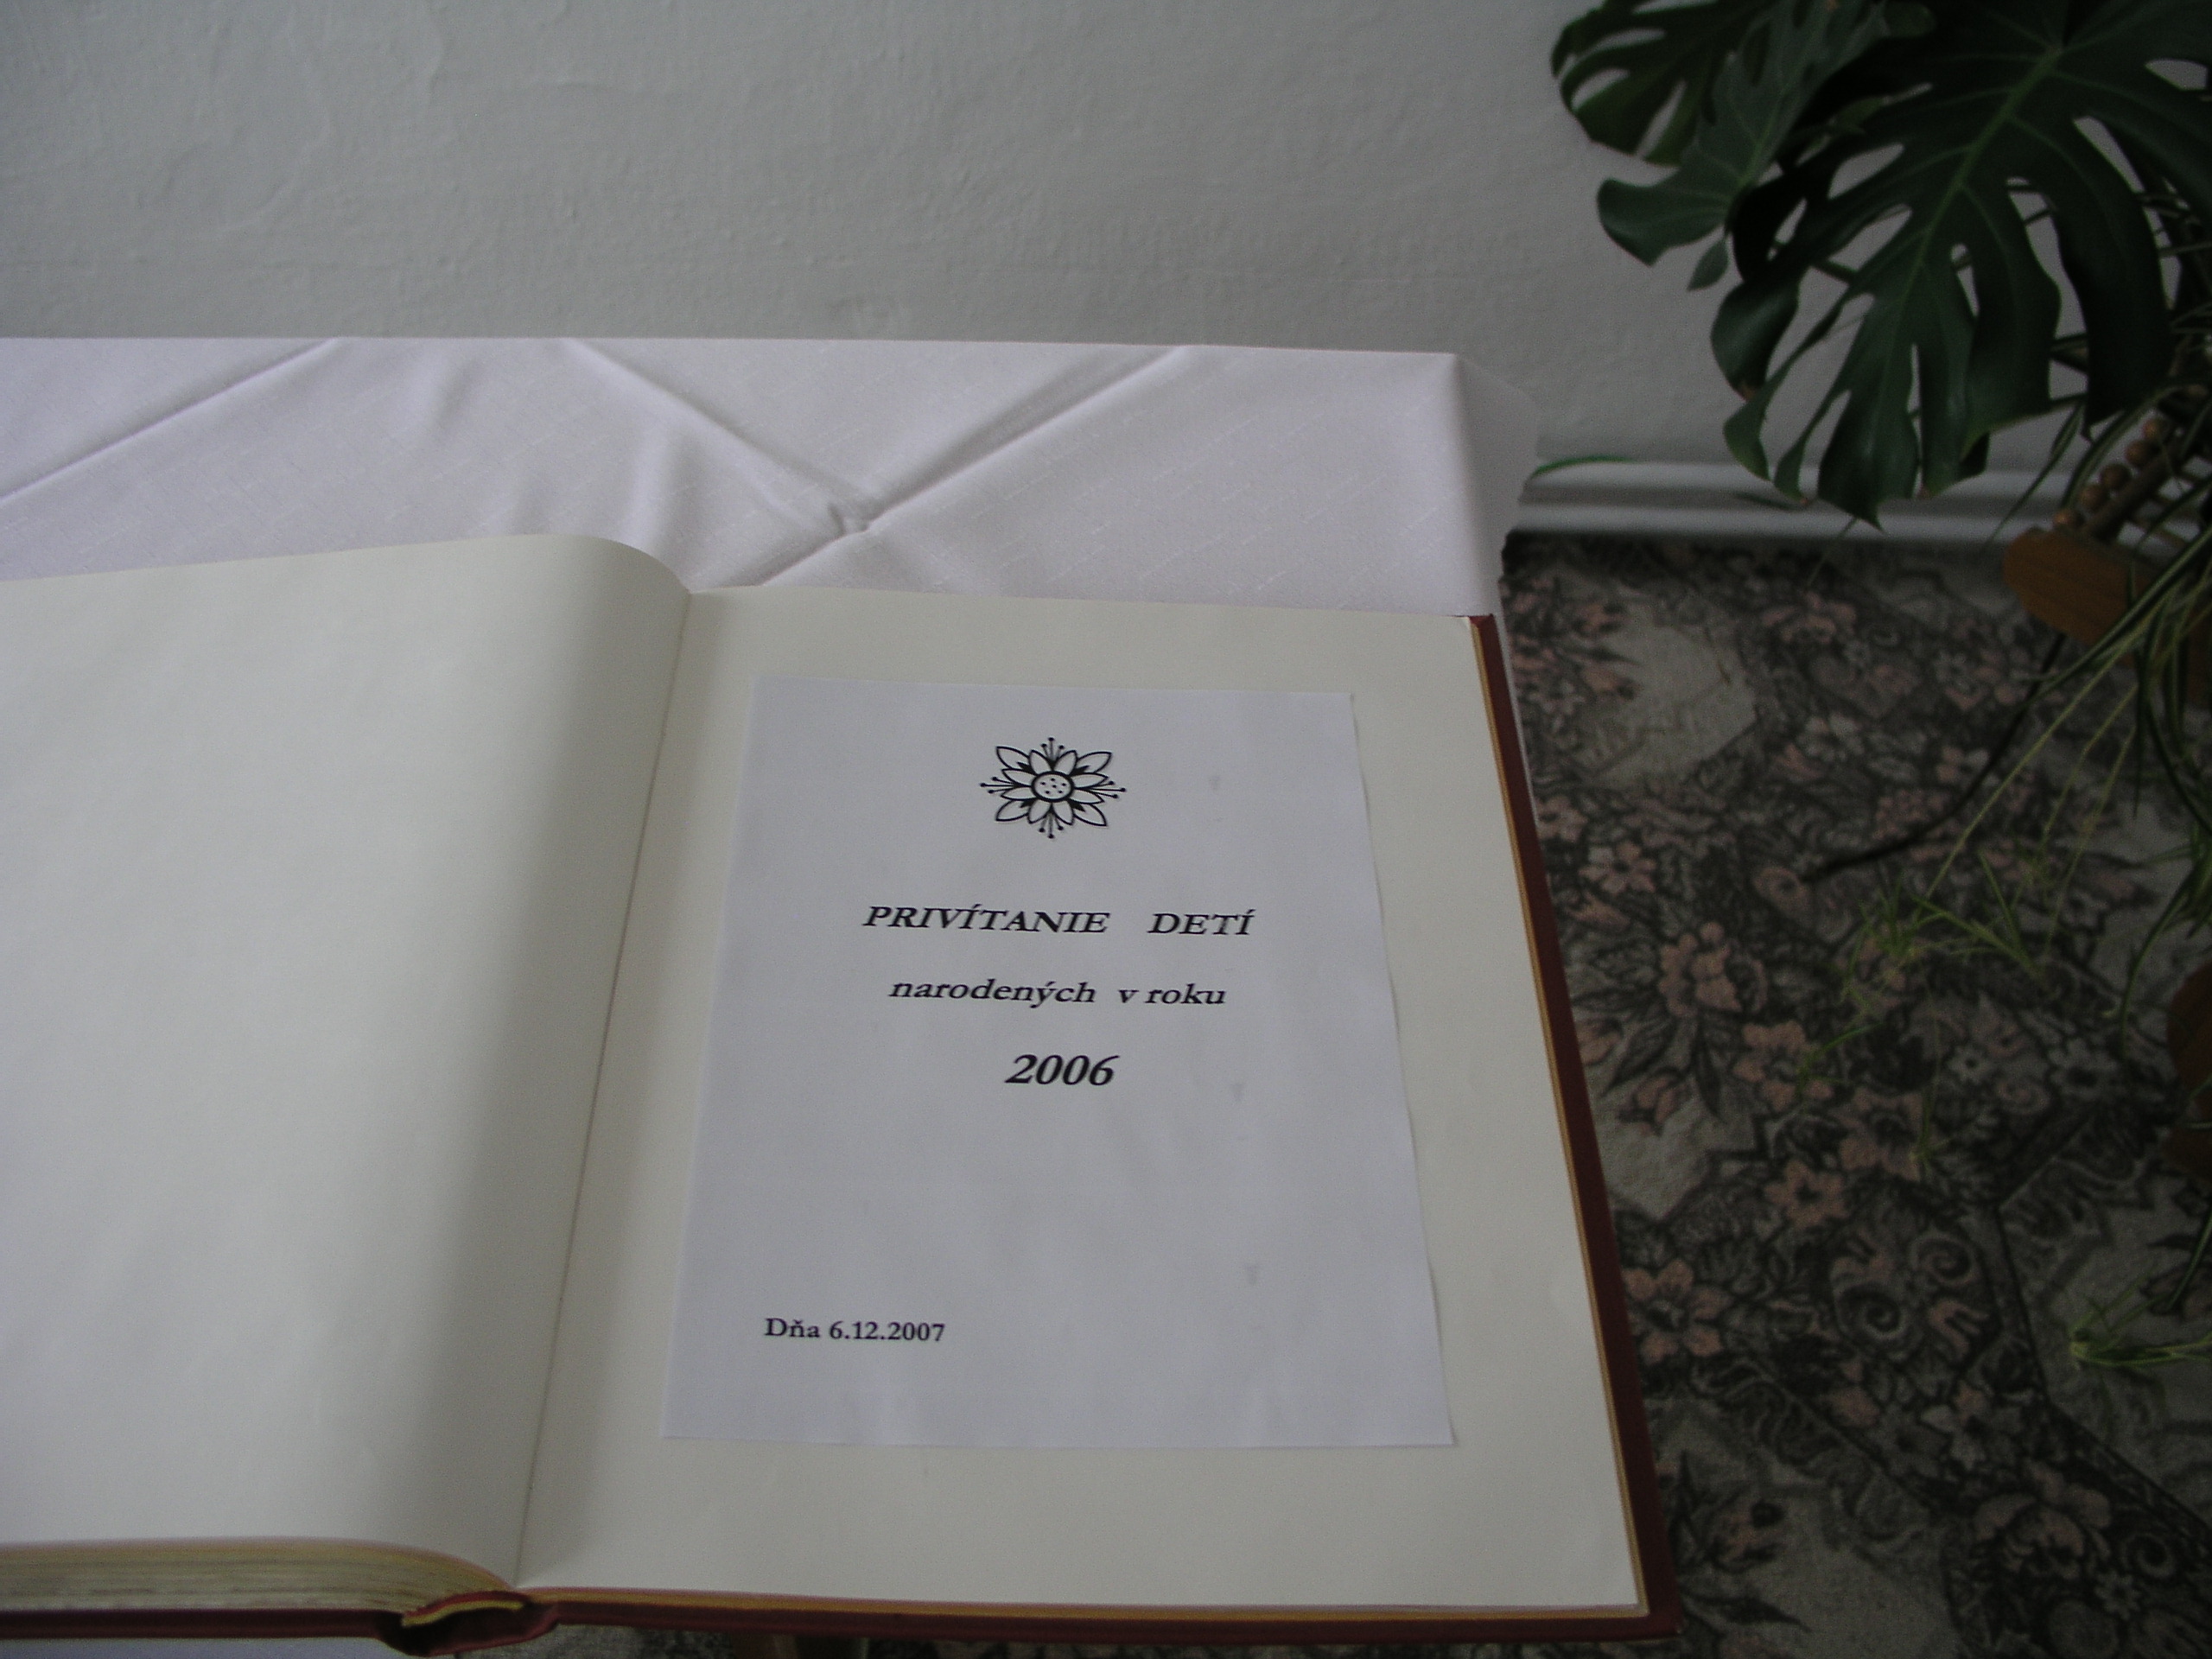 PRIVÍTANIE DETÍ
narodených v roku
2006
Dňa 6.12.2007